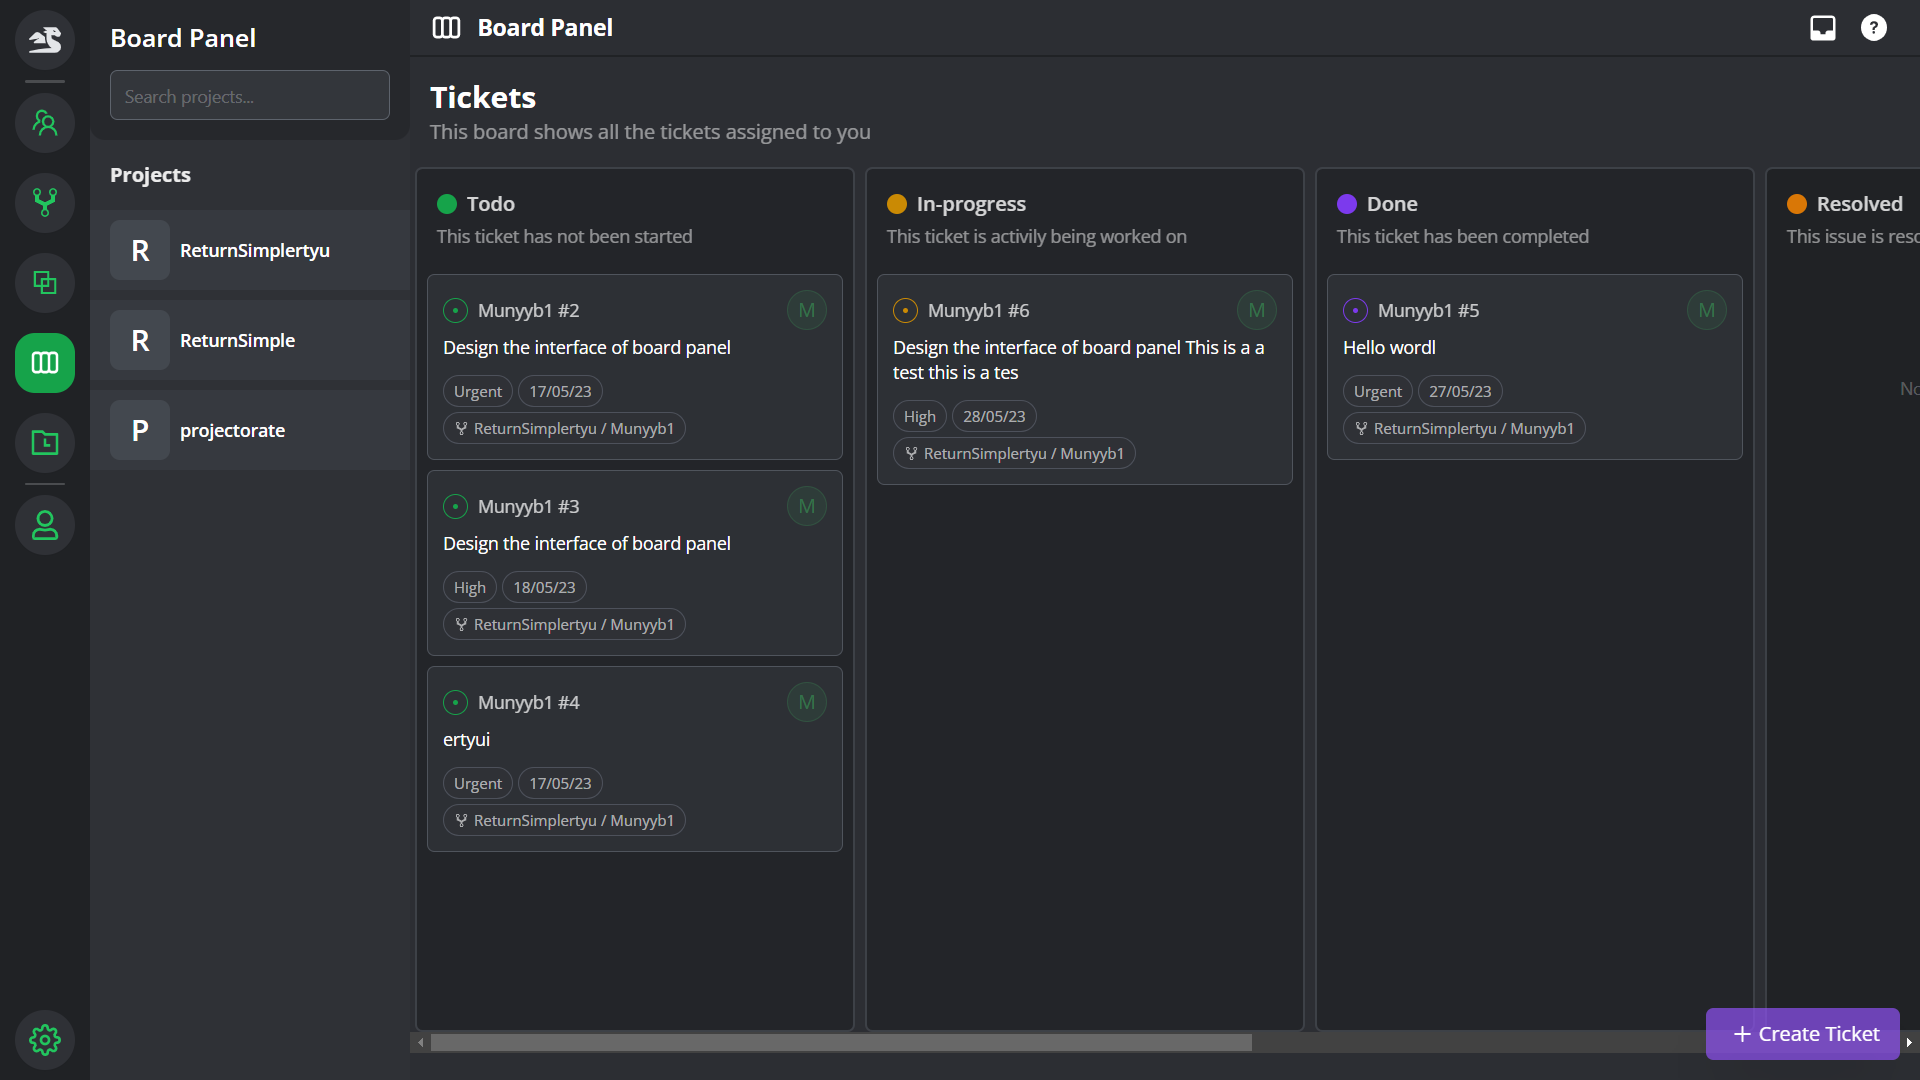 Board Panel
Search projects...
Projects
R ReturnSimplertyu
R ReturnSimple
P projectorate
Board Panel
?
Tickets
This board shows all the tickets assigned to you
Todo
This ticket has not been started
Munyyb1 #2 M
Design the interface of board panel
Urgent 17/05/23
ReturnSimplertyu / Munyyb1
Munyyb1 #3 M
Design the interface of board panel
High 18/05/23
ReturnSimplertyu / Munyyb1
Munyyb1 #4 M
ertyui
Urgent 17/05/23
ReturnSimplertyu / Munyyb1
In-progress
This ticket is activily being worked on
Munyyb1 #6 M
Design the interface of board panel This is a a
test this is a tes
High 28/05/23
ReturnSimplertyu / Munyyb1
Done
This ticket has been completed
Munyyb1 #5 M
Hello wordl
Urgent 27/05/23
ReturnSimplertyu / Munyyb1
Resolved
This issue is
+ Create Ticket